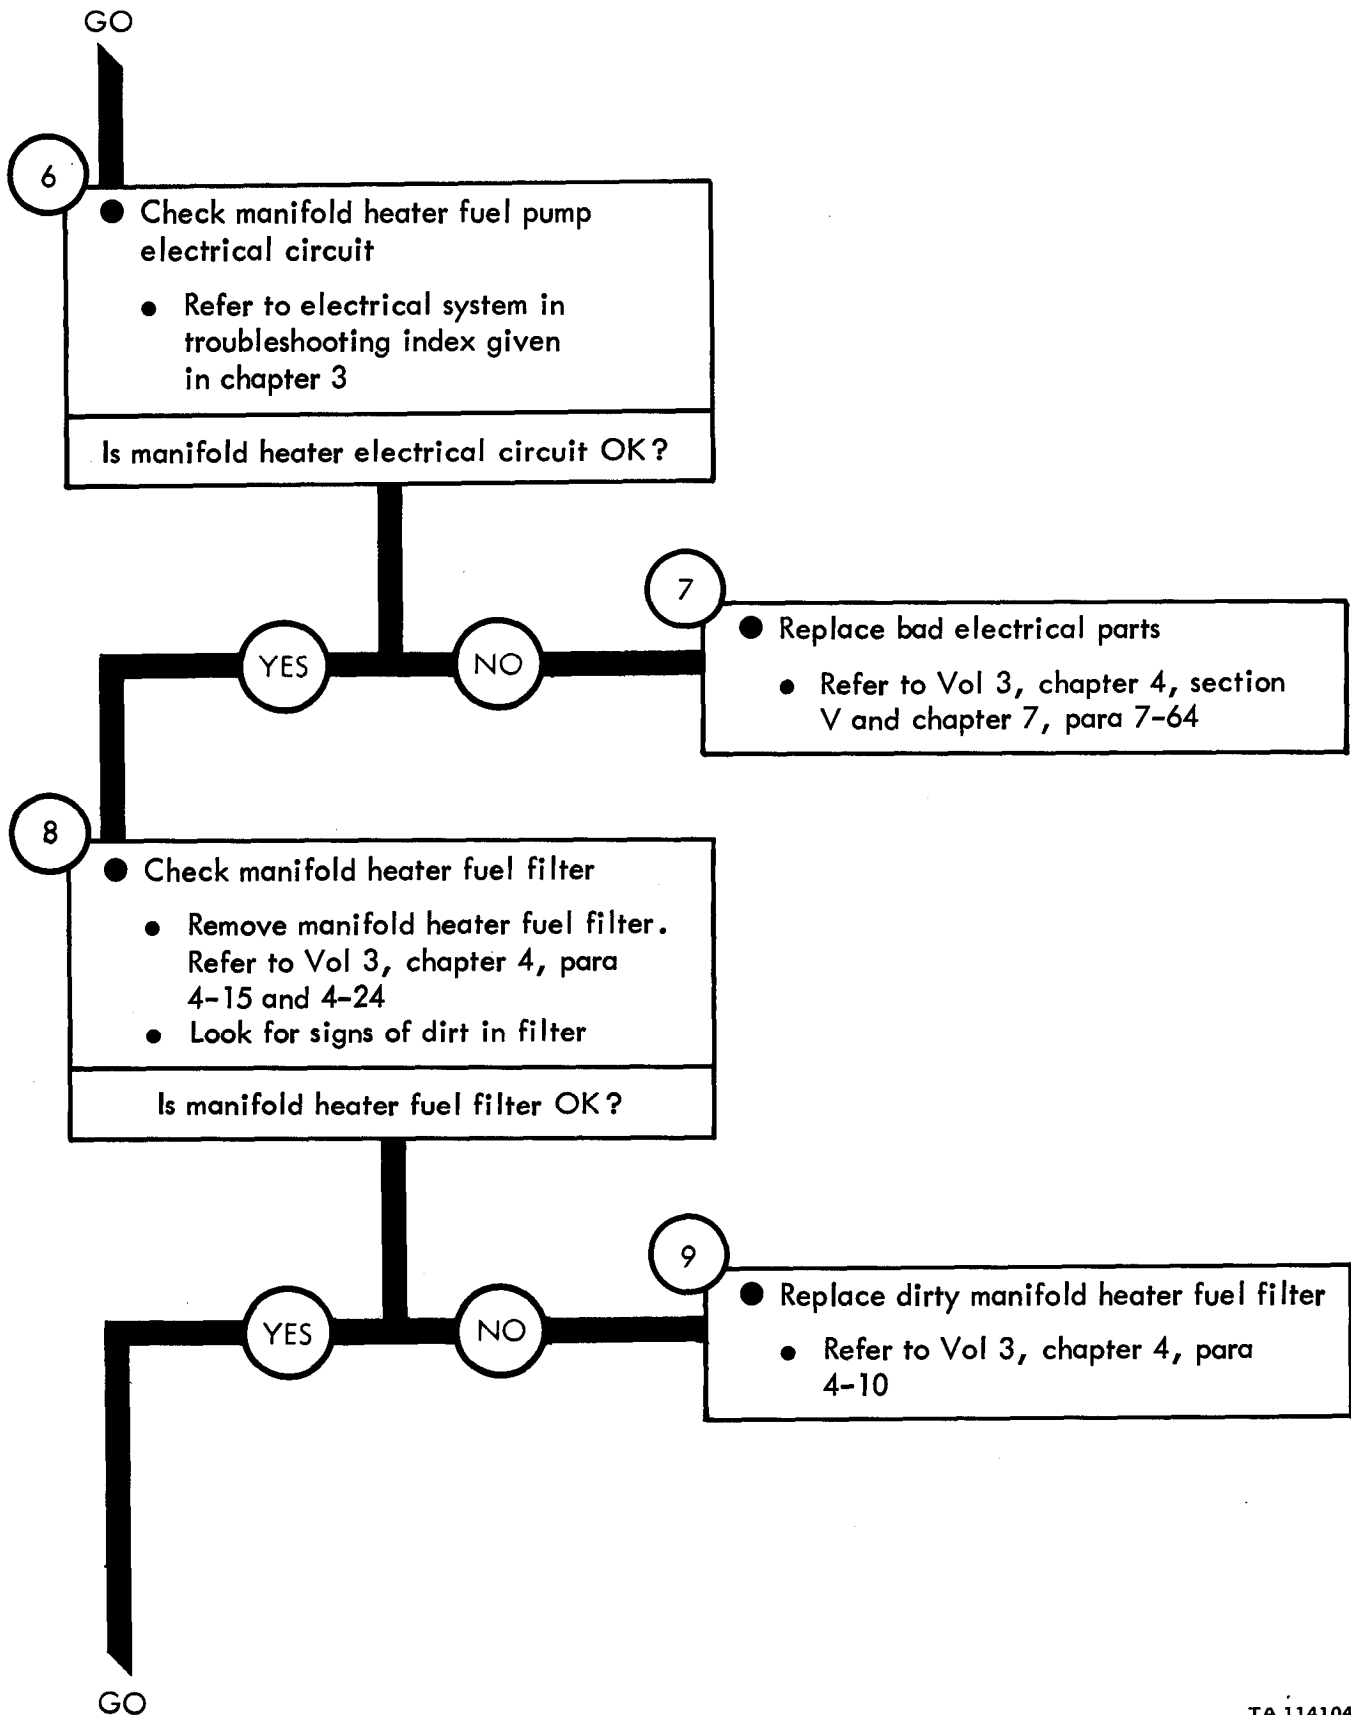 GO
6
● Check manifold heater fuel pump
electrical circuit
● Refer to electrical system in
troubleshooting index given
in chapter 3
Is manifold heater electrical circuit OK?
YES
NO
7
● Replace bad electrical parts
● Refer to Vol 3, chapter 4, section
V and chapter 7, para 7-64
8
● Check manifold heater fuel filter
● Remove manifold heater fuel filter.
Refer to Vol 3, chapter 4, para
4-15 and 4-24
● Look for signs of dirt in filter
Is manifold heater fuel filter OK?
YES
NO
9
● Replace dirty manifold heater fuel filter
● Refer to Vol 3, chapter 4, para
4-10
GO
TA 114104